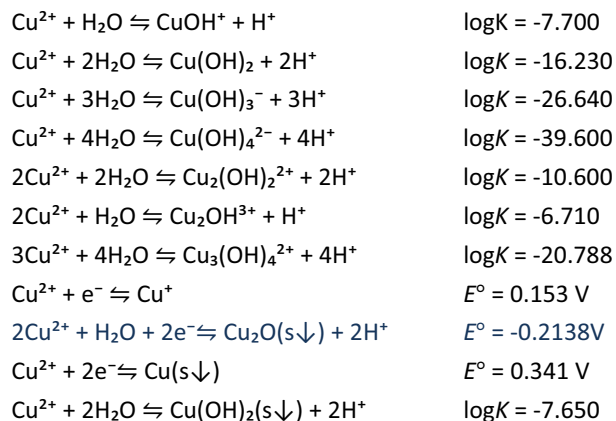 Cu²⁺ + H₂O ⇋ CuOH⁺ + H⁺ logK = -7.700
Cu²⁺ + 2H₂O ⇋ Cu(OH)₂ + 2H⁺ logK = -16.230
Cu²⁺ + 3H₂O ⇋ Cu(OH)₃⁻ + 3H⁺ logK = -26.640
Cu²⁺ + 4H₂O ⇋ Cu(OH)₄²⁻ + 4H⁺ logK = -39.600
2Cu²⁺ + 2H₂O ⇋ Cu₂(OH)₂²⁺ + 2H⁺ logK = -10.600
2Cu²⁺ + H₂O ⇋ Cu₂OH³⁺ + H⁺ logK = -6.710
3Cu²⁺ + 4H₂O ⇋ Cu₃(OH)₄²⁺ + 4H⁺ logK = -20.788
Cu²⁺ + e⁻ ⇋ Cu⁺ E° = 0.153 V
2Cu²⁺ + H₂O + 2e⁻⇋ Cu₂O(s↓) + 2H⁺ E° = -0.2138V
Cu²⁺ + 2e⁻⇋ Cu(s↓) E° = 0.341 V
Cu²⁺ + 2H₂O ⇋ Cu(OH)₂(s↓) + 2H⁺ logK = -7.650